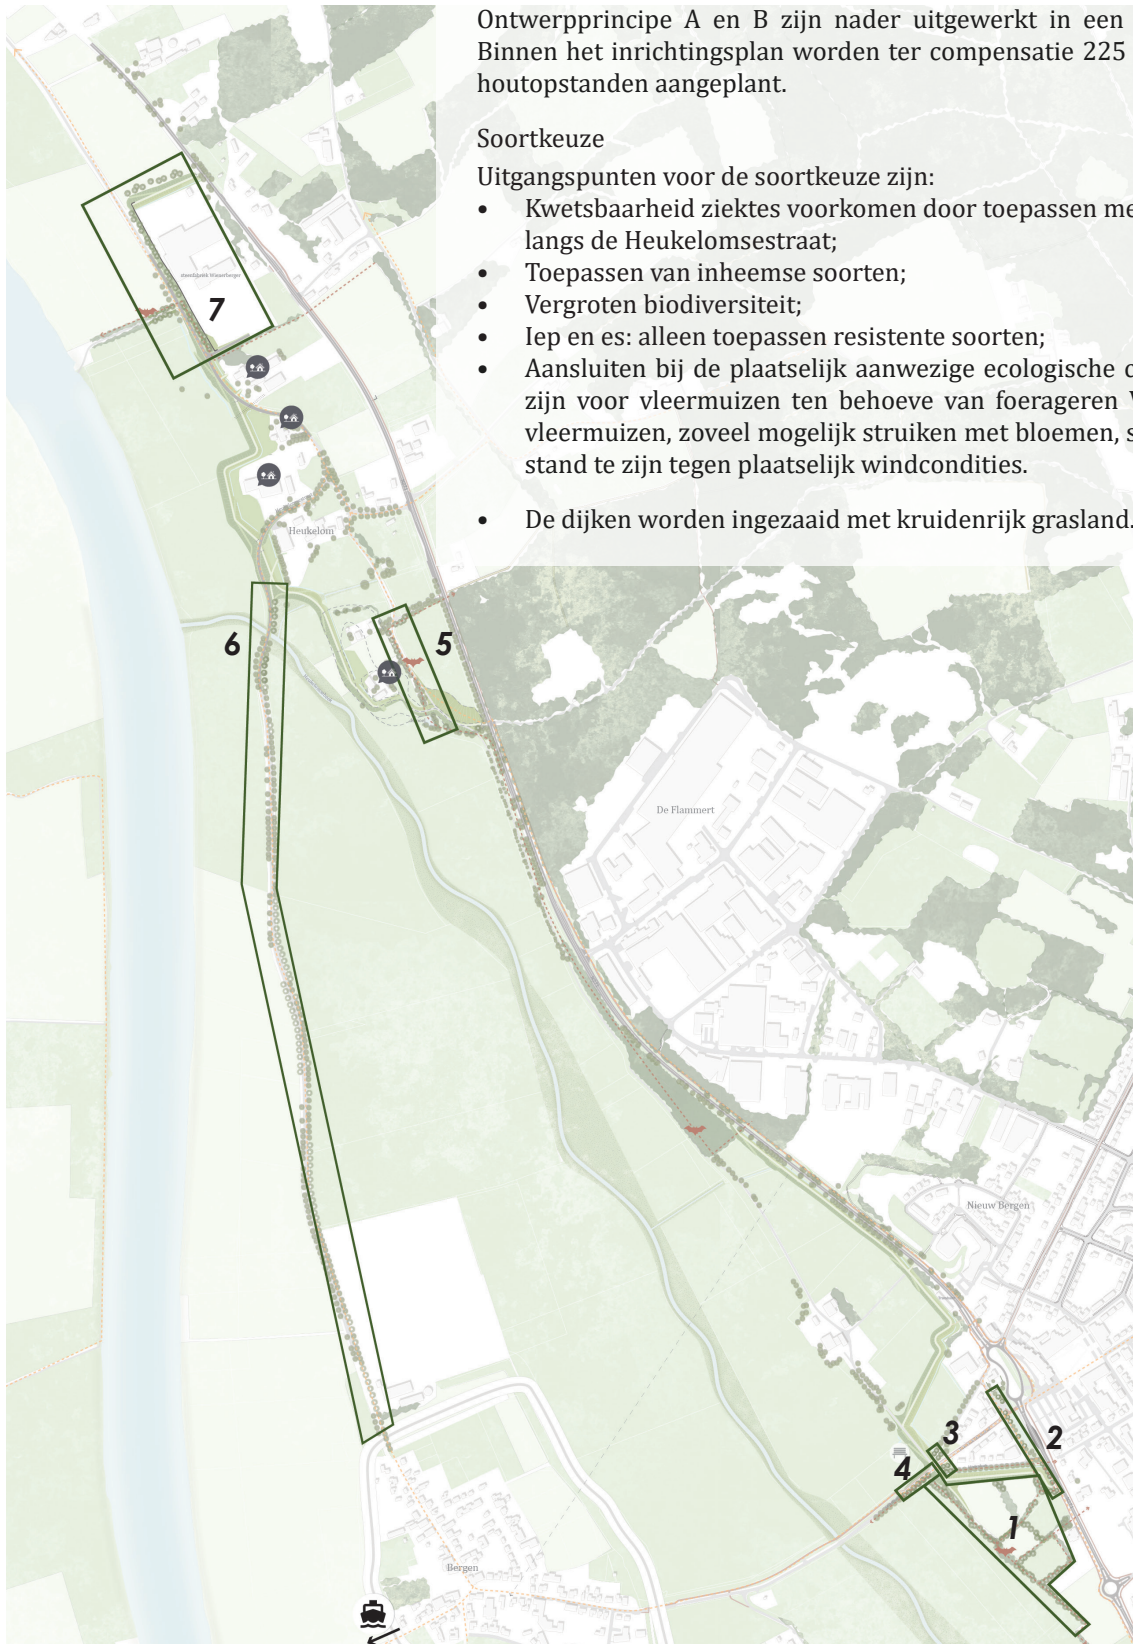 Ontwerpprincipe A en B zijn nader uitgewerkt in een
Binnen het inrichtingsplan worden ter compensatie 225
houtopstanden aangeplant.
Soortkeuze
Uitgangspunten voor de soortkeuze zijn:
• Kwetsbaarheid ziektes voorkomen door toepassen me
langs de Heukelomsestraat;
• Toepassen van inheemse soorten;
• Vergroten biodiversiteit;
• Iep en es: alleen toepassen resistente soorten;
• Aansluiten bij de plaatselijk aanwezige ecologische
zijn voor vleermuizen ten behoeve van foerageren
vleermuizen, zoveel mogelijk struiken met bloemen, s
stand te zijn tegen plaatselijk windcondities.
• De dijken worden ingezaaid met kruidenrijk grasland.
steenfabriek Wienerberger
7
Heukelom
6
5
De Flammert
Nieuw Bergen
3
2
4
1
Bergen